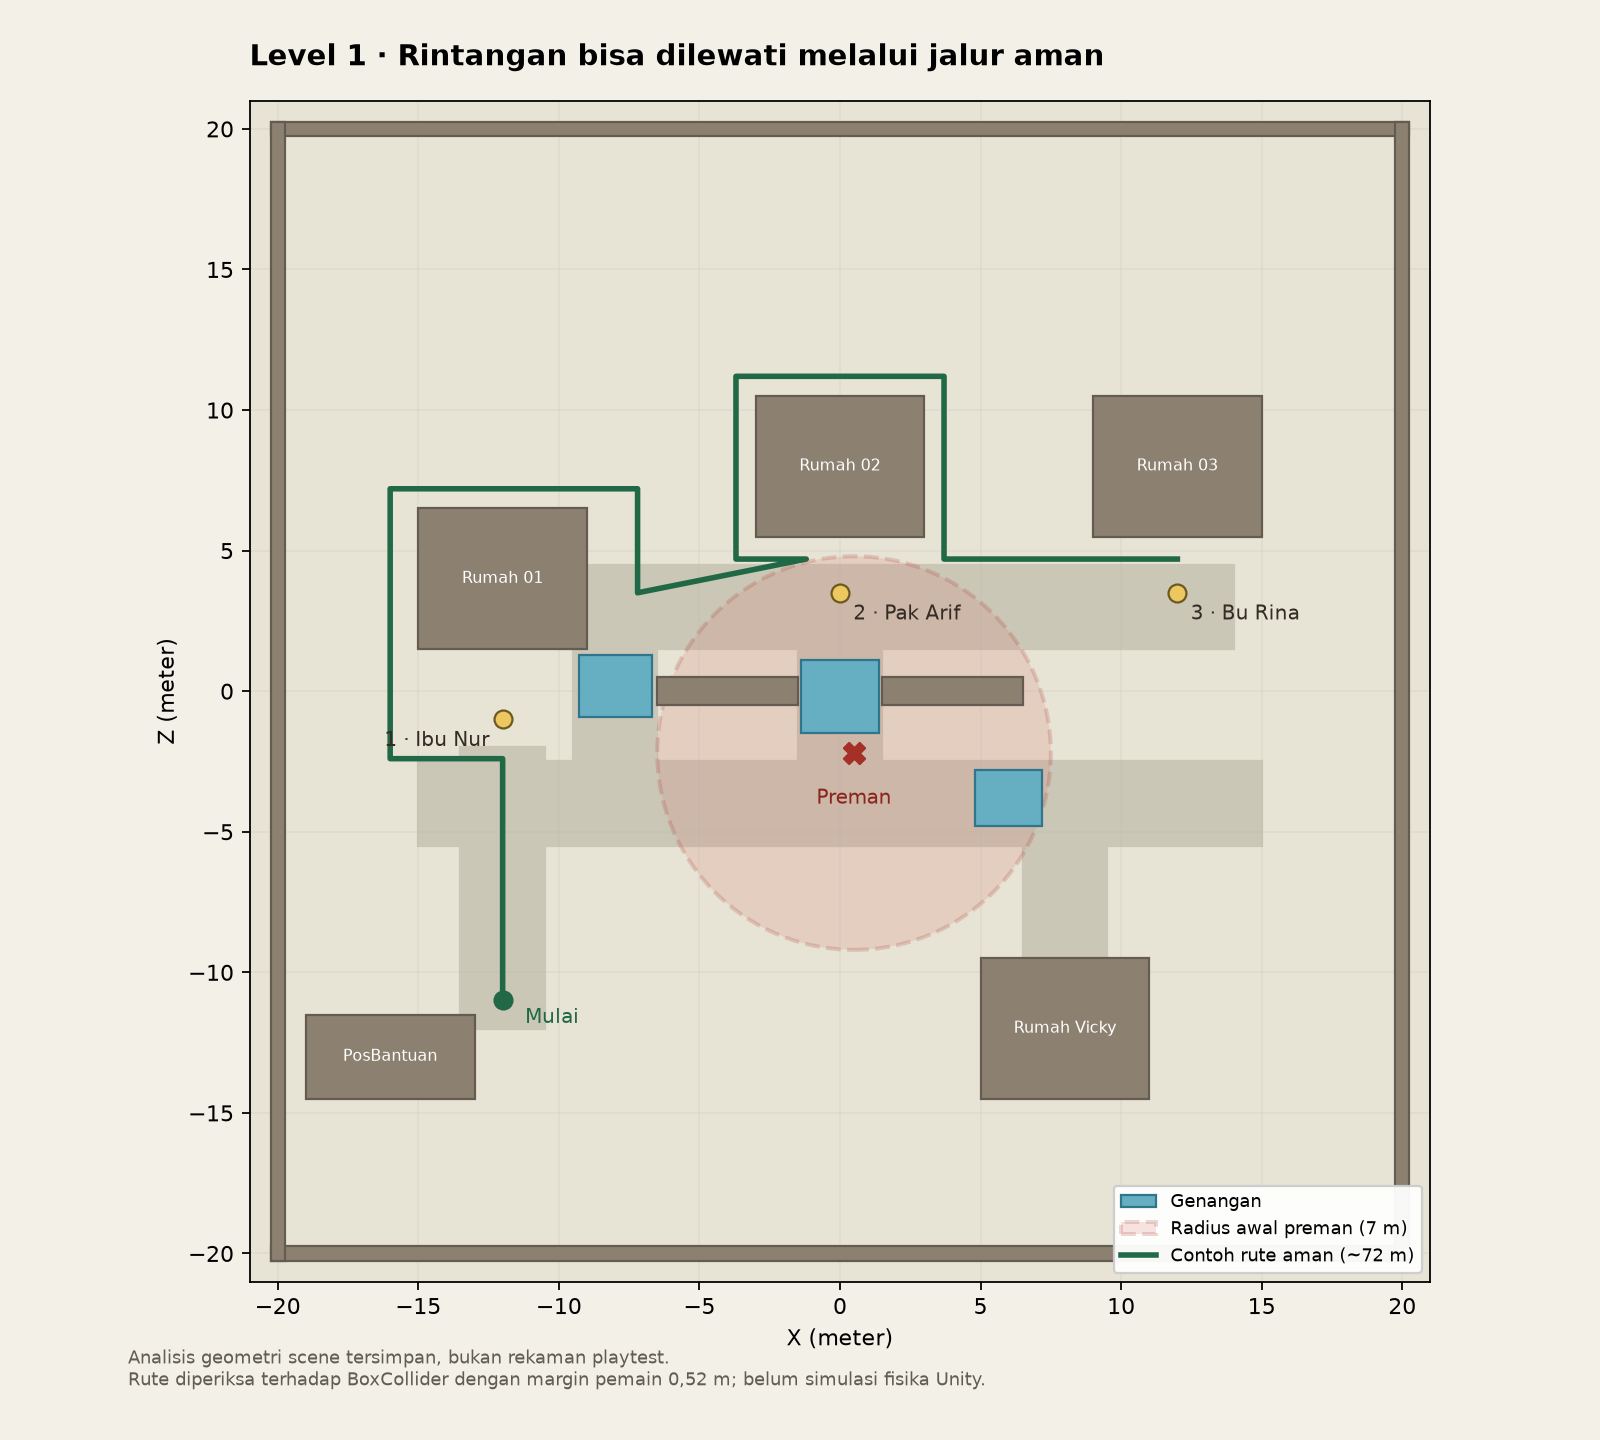 Level 1 · Rintangan bisa dilewati melalui jalur aman
20
15
10
5
0
−5
−10
−15
−20
Z (meter)
Rumah 02
Rumah 03
Rumah 01
2 · Pak Arif
3 · Bu Rina
1 · Ibu Nur
Preman
Mulai
Rumah Vicky
PosBantuan
Genangan
Radius awal preman (7 m)
Contoh rute aman (~72 m)
−20
−15
−10
−5
0
5
10
15
20
X (meter)
Analisis geometri scene tersimpan, bukan rekaman playtest.
Rute diperiksa terhadap BoxCollider dengan margin pemain 0,52 m; belum simulasi fisika Unity.